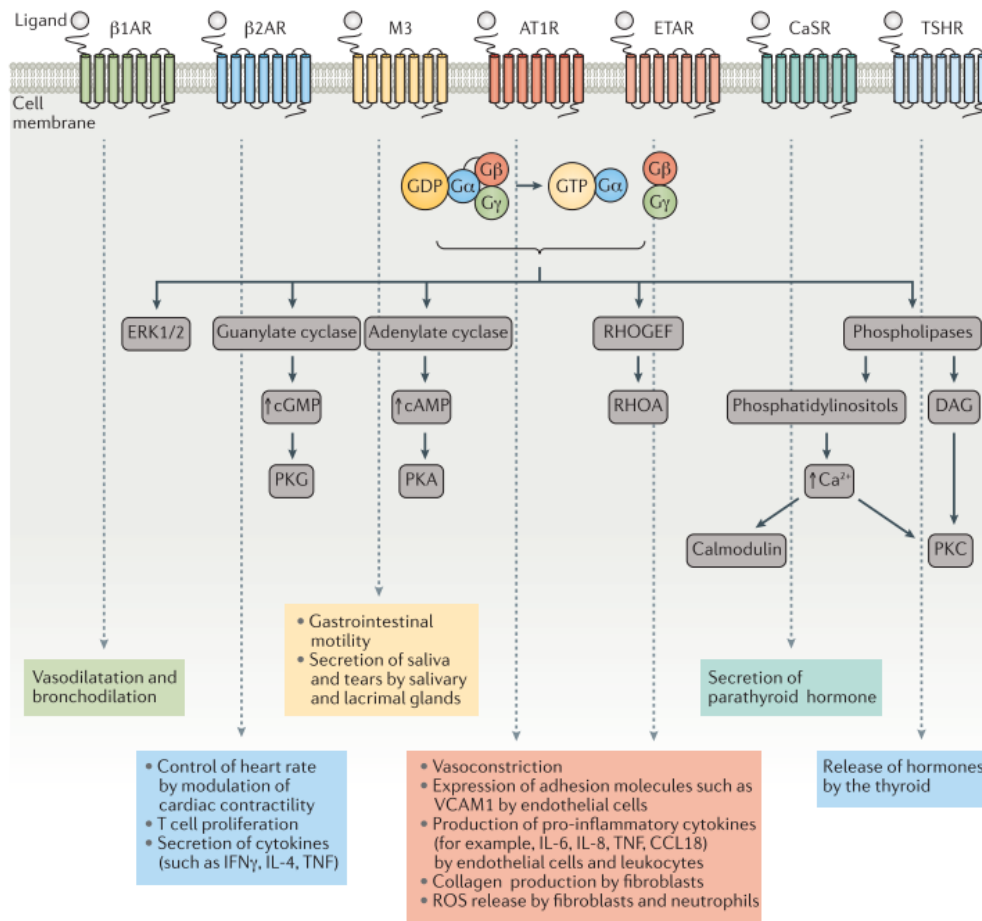 Ligand
β1AR
β2AR
M3
AT1R
ETAR
CaSR
TSHR
Cell
membrane
GDP
Gα
Gβ
Gγ
GTP
Gα
Gβ
Gγ
ERK1/2
Guanylate cyclase
Adenylate cyclase
RHOGEF
Phospholipases
↑cGMP
↑cAMP
RHOA
Phosphatidylinositols
DAG
PKG
PKA
↑Ca²⁺
Calmodulin
PKC
• Gastrointestinal
motility
• Secretion of saliva
and tears by salivary
and lacrimal glands
Vasodilatation and
bronchodilation
Secretion of
parathyroid hormone
• Control of heart rate
by modulation of
cardiac contractility
• T cell proliferation
• Secretion of cytokines
(such as IFNγ, IL-4, TNF)
• Vasoconstriction
• Expression of adhesion molecules such as
VCAM1 by endothelial cells
• Production of pro-inflammatory cytokines
(for example, IL-6, IL-8, TNF, CCL18)
by endothelial cells and leukocytes
• Collagen production by fibroblasts
• ROS release by fibroblasts and neutrophils
Release of hormones
by the thyroid